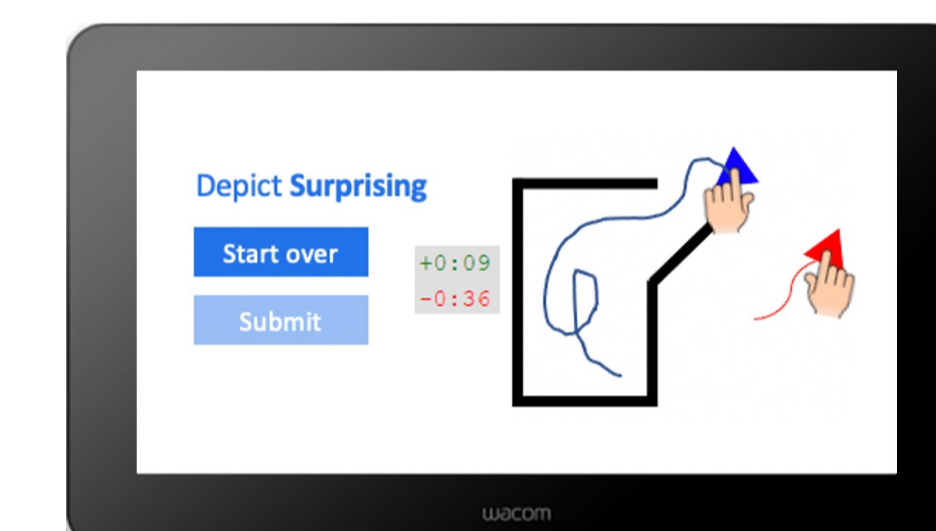 Depict Surprising
Start over
Submit
+0:09
-0:36
wacom